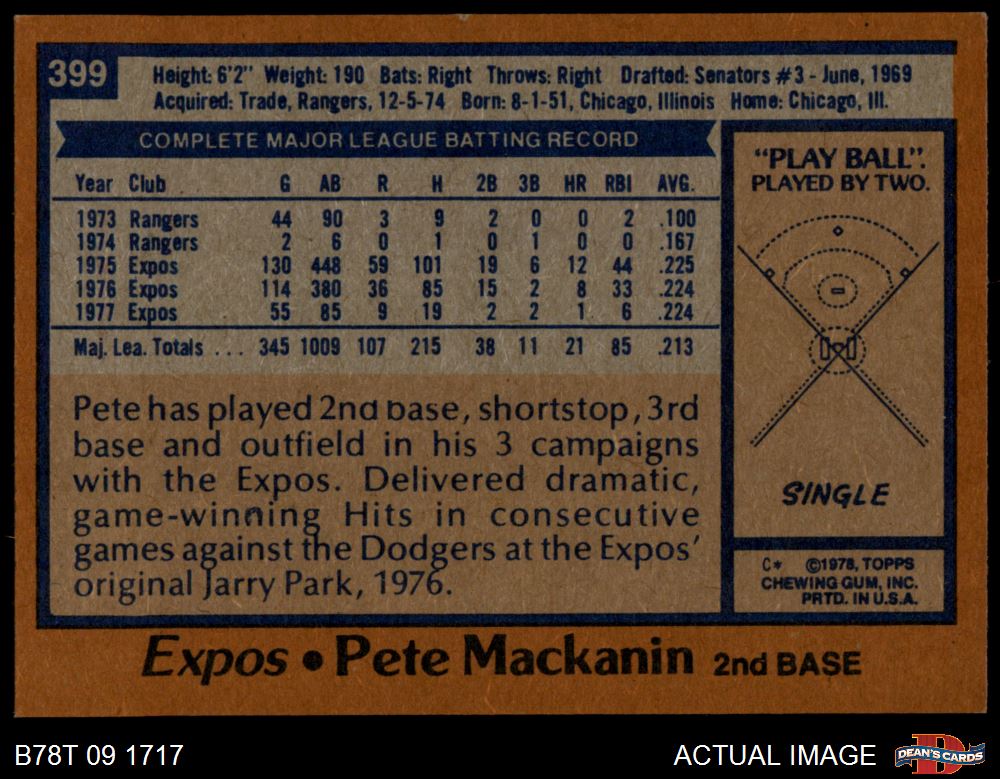 399
Height: 6'2" Weight: 190 Bats: Right Throws: Right Drafted: Senators #3 - June, 1969
Acquired: Trade, Rangers, 12-5-74 Born: 8-1-51, Chicago, Illinois Home: Chicago, Ill.
COMPLETE MAJOR LEAGUE BATTING RECORD
Year Club G AB R H 2B 3B HR RBI AVG.
1973 Rangers 44 90 3 9 2 0 0 2 .100
1974 Rangers 2 6 0 1 0 1 0 0 .167
1975 Expos 130 448 59 101 19 6 12 44 .225
1976 Expos 114 380 36 85 15 2 8 33 .224
1977 Expos 55 85 9 19 2 2 1 6 .224
Maj. Lea. Totals ... 345 1009 107 215 38 11 21 85 .213
Pete has played 2nd base, shortstop, 3rd
base and outfield in his 3 campaigns
with the Expos. Delivered dramatic,
game-winning Hits in consecutive
games against the Dodgers at the Expos'
original Jarry Park, 1976.
"PLAY BALL".
PLAYED BY TWO.
SINGLE
C* ©1978, TOPPS
CHEWING GUM, INC.
PRTD. IN U.S.A.
Expos • Pete Mackanin 2nd BASE
B78T 09 1717
ACTUAL IMAGE
D
DEAN'S CARDS